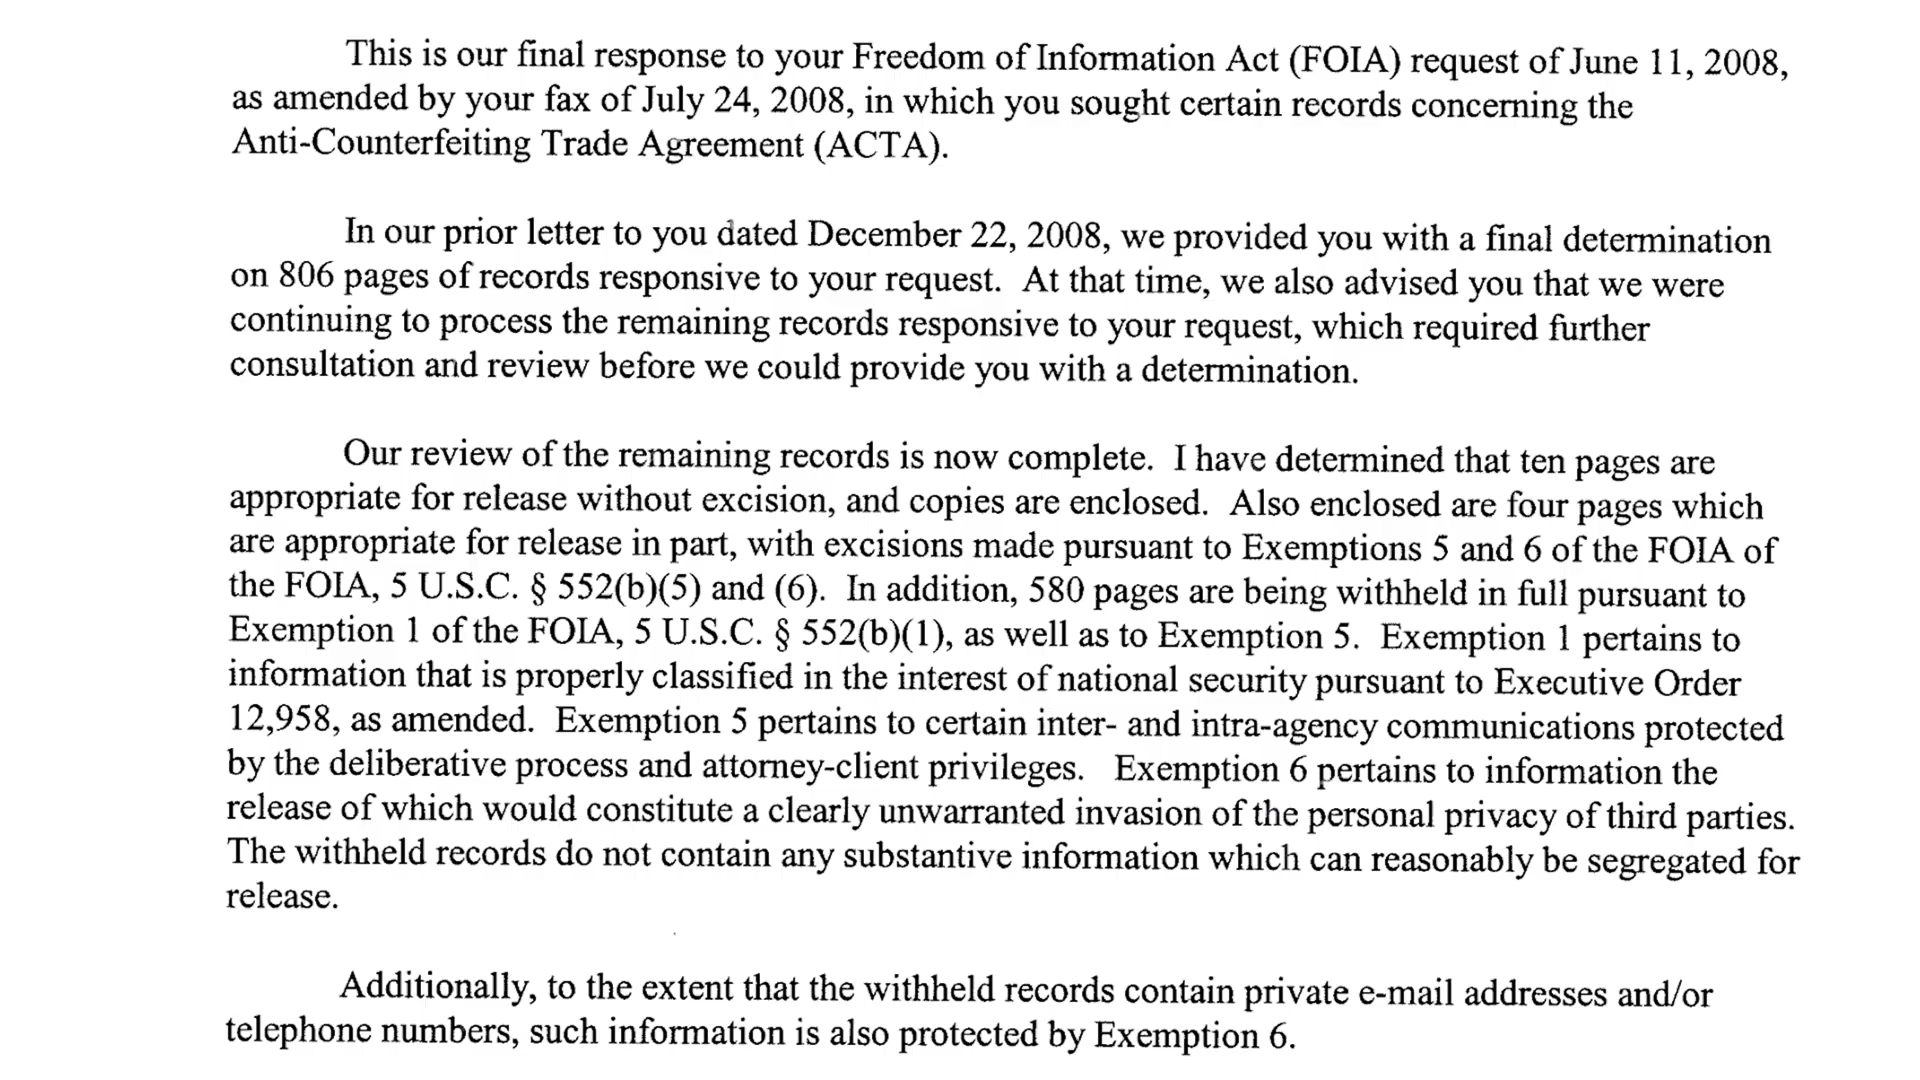 This is our final response to your Freedom of Information Act (FOIA) request of June 11, 2008,
as amended by your fax of July 24, 2008, in which you sought certain records concerning the
Anti-Counterfeiting Trade Agreement (ACTA).
In our prior letter to you dated December 22, 2008, we provided you with a final determination
on 806 pages of records responsive to your request. At that time, we also advised you that we were
continuing to process the remaining records responsive to your request, which required further
consultation and review before we could provide you with a determination.
Our review of the remaining records is now complete. I have determined that ten pages are
appropriate for release without excision, and copies are enclosed. Also enclosed are four pages which
are appropriate for release in part, with excisions made pursuant to Exemptions 5 and 6 of the FOIA of
the FOIA, 5 U.S.C. § 552(b)(5) and (6). In addition, 580 pages are being withheld in full pursuant to
Exemption 1 of the FOIA, 5 U.S.C. § 552(b)(1), as well as to Exemption 5. Exemption 1 pertains to
information that is properly classified in the interest of national security pursuant to Executive Order
12,958, as amended. Exemption 5 pertains to certain inter- and intra-agency communications protected
by the deliberative process and attorney-client privileges. Exemption 6 pertains to information the
release of which would constitute a clearly unwarranted invasion of the personal privacy of third parties.
The withheld records do not contain any substantive information which can reasonably be segregated for
release.
Additionally, to the extent that the withheld records contain private e-mail addresses and/or
telephone numbers, such information is also protected by Exemption 6.